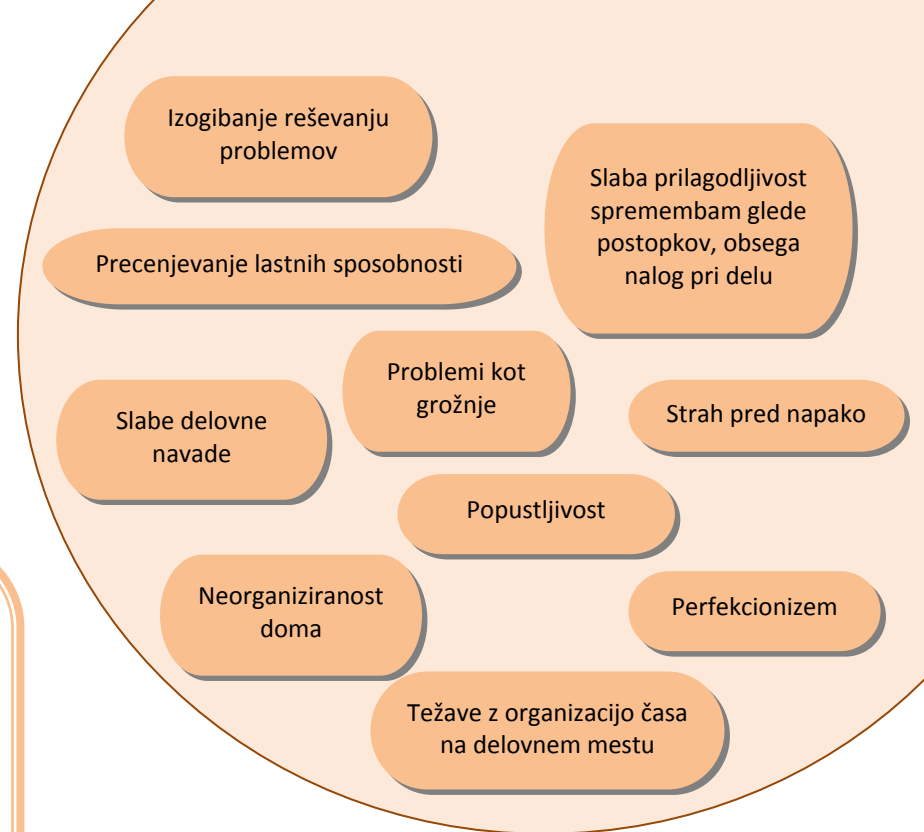 Izogibanje reševanju
problemov
Slaba prilagodljivost
spremembam glede
postopkov, obsega
nalog pri delu
Precenjevanje lastnih sposobnosti
Problemi kot
grožnje
Slabe delovne
navade
Strah pred napako
Popustljivost
Neorganiziranost
doma
Perfekcionizem
Težave z organizacijo časa
na delovnem mestu